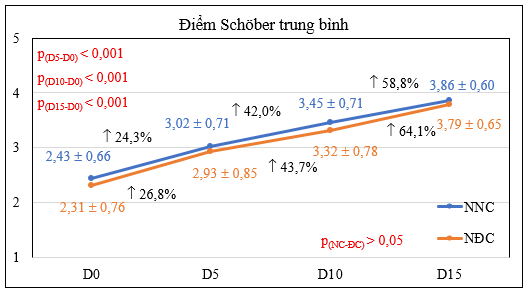 Điểm Schöber trung bình
5
4
3
2
1
p(D5-D0) < 0,001
p(D10-D0) < 0,001
p(D15-D0) < 0,001
↑ 24,3%
↑ 42,0%
↑ 58,8%
2,43 ± 0,66
3,02 ± 0,71
3,45 ± 0,71
3,86 ± 0,60
2,31 ± 0,76
2,93 ± 0,85
3,32 ± 0,78
3,79 ± 0,65
↑ 26,8%
↑ 43,7%
↑ 64,1%
p(NC-ĐC) > 0,05
NNC
NĐC
D0 D5 D10 D15